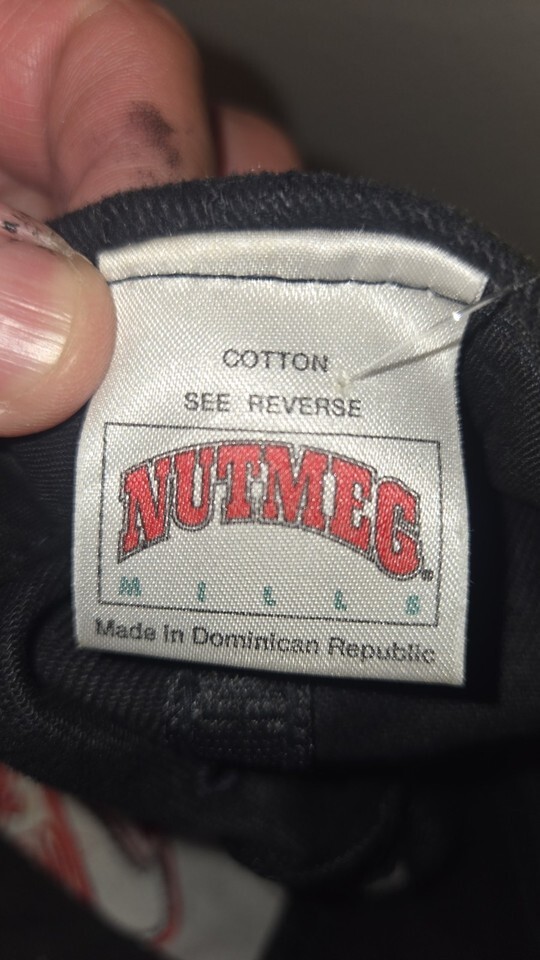 COTTON
SEE REVERSE
NUTMEG
MILLS
Made in Dominican Republic